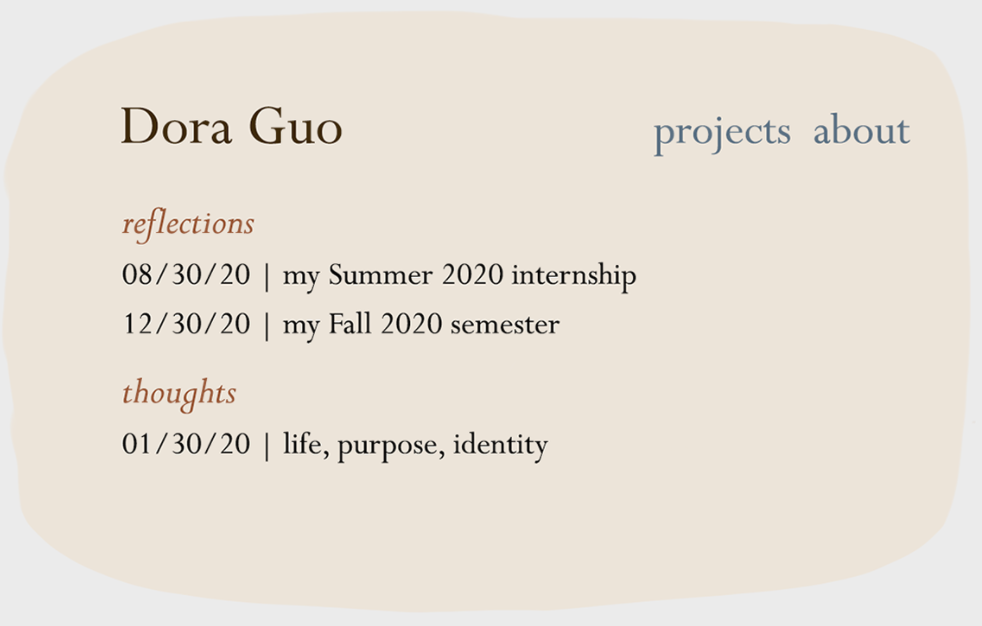 Dora Guo
projects about
reflections
08/30/20 | my Summer 2020 internship
12/30/20 | my Fall 2020 semester
thoughts
01/30/20 | life, purpose, identity